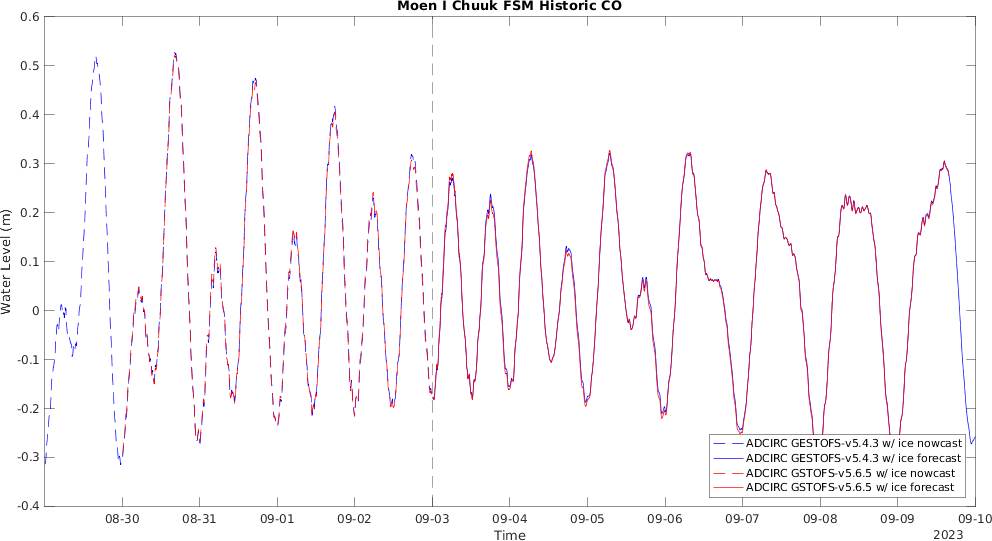 Moen I Chuuk FSM Historic CO
0.6
0.5
0.4
0.3
0.2
0.1
0
-0.1
-0.2
-0.3
-0.4
Water Level (m)
ADCIRC GESTOFS-v5.4.3 w/ ice nowcast
ADCIRC GESTOFS-v5.4.3 w/ ice forecast
ADCIRC GSTOFS-v5.6.5 w/ ice nowcast
ADCIRC GSTOFS-v5.6.5 w/ ice forecast
08-30 08-31 09-01 09-02 09-03 09-04 09-05 09-06 09-07 09-08 09-09 09-10
Time
2023